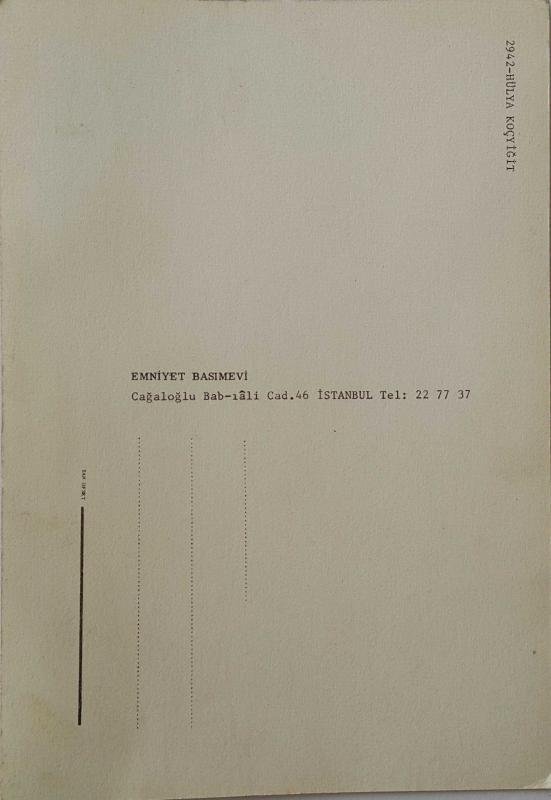 2942-HÜLYA KOÇYİĞİT
EMNİYET BASIMEVİ
Cağaloğlu Bab-ıâli Cad.46 İSTANBUL Tel: 22 77 37